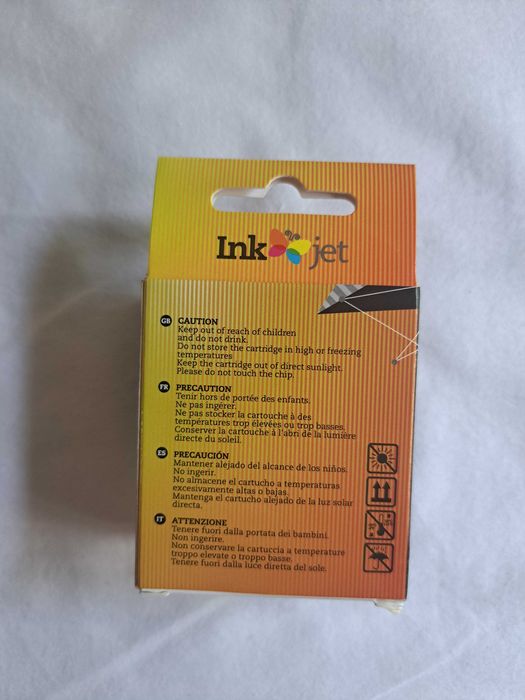 Ink jet
GB CAUTION
Keep out of reach of children
and do not drink.
Do not store the cartridge in high or freezing
temperatures
Keep the cartridge out of direct sunlight.
Please do not touch the chip.
FR PRECAUTION
Tenir hors de portée des enfants.
Ne pas ingérer.
Ne pas stocker la cartouche à des
températures trop élevées ou trop basses.
Conserver la cartouche à l'abri de la lumière
directe du soleil.
ES PRECAUCIÓN
Mantener alejado del alcance de los niños.
No ingerir.
No almacene el cartucho a temperaturas
excesivamente altas o bajas.
Mantenga el cartucho alejado de la luz solar
directa.
IT ATTENZIONE
Tenere fuori dalla portata dei bambini.
Non ingerire.
Non conservare la cartuccia a temperature
troppo elevate o troppo basse.
Tenere fuori dalla luce diretta del sole.